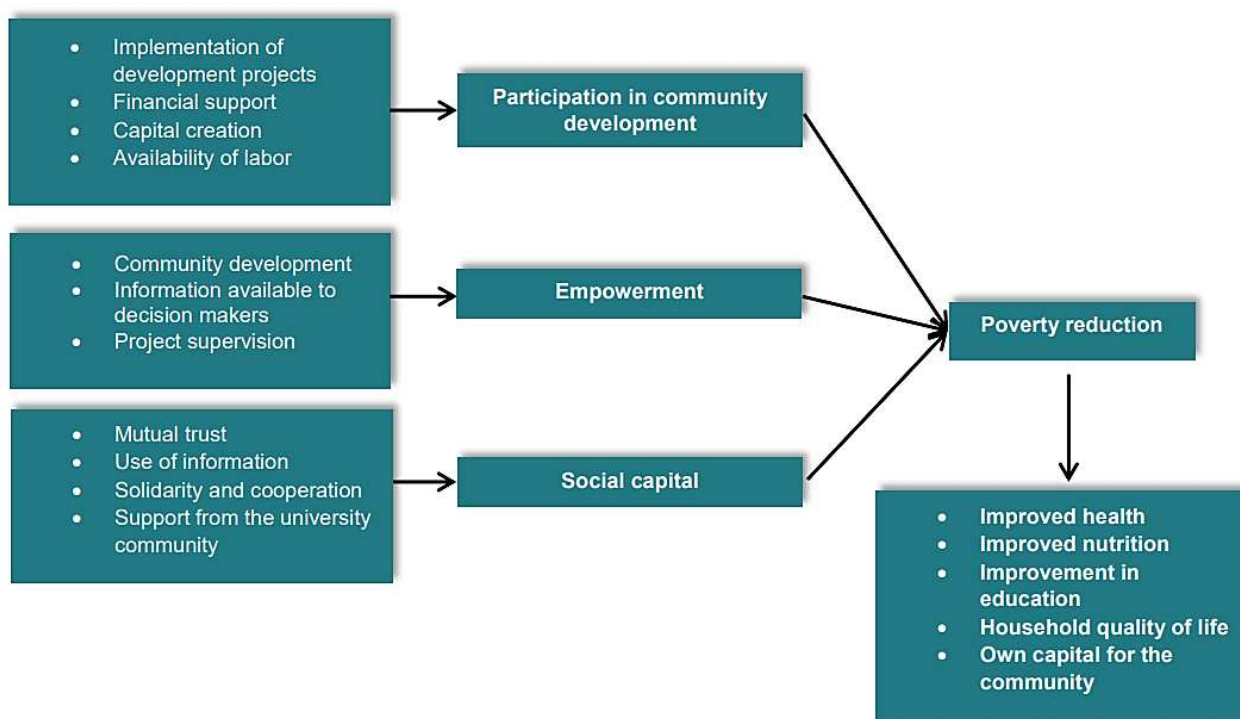 • Implementation of
development projects
• Financial support
• Capital creation
• Availability of labor
Participation in community
development
• Community development
• Information available to
decision makers
• Project supervision
Empowerment
Poverty reduction
• Mutual trust
• Use of information
• Solidarity and cooperation
• Support from the university
community
Social capital
• Improved health
• Improved nutrition
• Improvement in
education
• Household quality of life
• Own capital for the
community